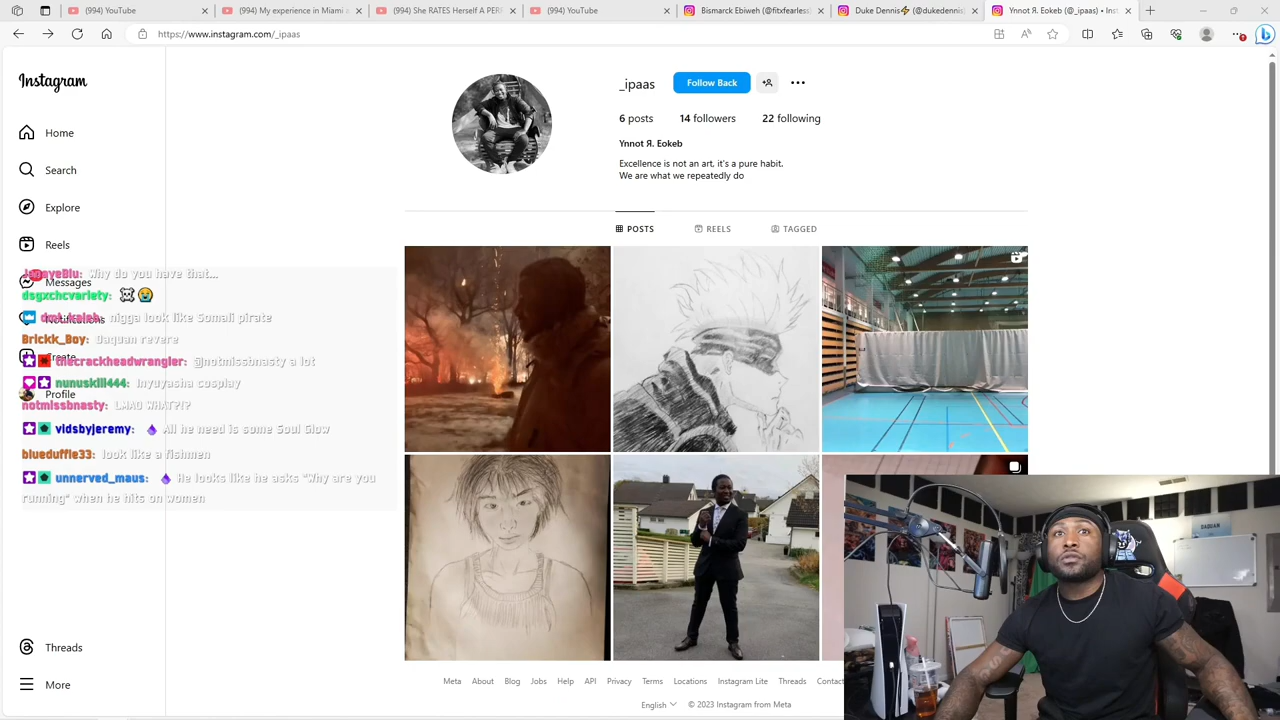 (994) YouTube
(994) My experience in Miami
(994) She RATES Herself A PERF
(994) YouTube
Bismarck Ebiweh (@fitxfearless
Duke Dennis⚡ (@dukedennis)
Ynnot Я. Eokeb (@_ipaas) • Inst
https://www.instagram.com/_ipaas
Instagram
Home
Search
Explore
Reels
Messages
Notifications
Create
Profile
Threads
More
_ipaas
Follow Back
6 posts
14 followers
22 following
Ynnot Я. Eokeb
Excellence is not an art, it's a pure habit.
We are what we repeatedly do
POSTS
REELS
TAGGED
Why do you have that...
dsgxchcvariety: ☠️😭
nigga look like Somali pirate
Brickk_Boy: Daquan revere
thecrackheadwrangler: @notmissbnasty a lot
nunuskill444: Inyuyasha cosplay
notmissbnasty: LMAO WHAT?!?
vidsbyjeremy: All he need is some Soul Glow
blueduffle33: look like a fishmen
unnerved_maus: He looks like he asks "Why are you
running" when he hits on women
DAQUAN
Meta
About
Blog
Jobs
Help
API
Privacy
Terms
Locations
Instagram Lite
Threads
Contact
English
© 2023 Instagram from Meta